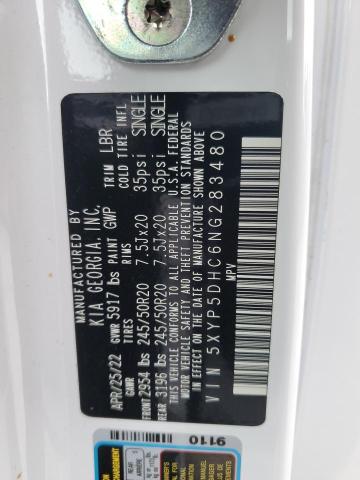 MANUFACTURED BY
KIA GEORGIA, INC.
APR/25/22 GVWR 5917 lbs PAINT GWP TRIM LBR
GAWR TIRES RIMS COLD TIRE INFL
FRONT 2954 lbs 245/50R20 7.5Jx20 35psi SINGLE
REAR 3196 lbs 245/50R20 7.5Jx20 35psi SINGLE
THIS VEHICLE CONFORMS TO ALL APPLICABLE U.S.A. FEDERAL
MOTOR VEHICLE SAFETY AND THEFT PREVENTION STANDARDS
IN EFFECT ON THE DATE OF MANUFACTURE SHOWN ABOVE
VIN 5XYP5DHC6NG283480
MPV
9110